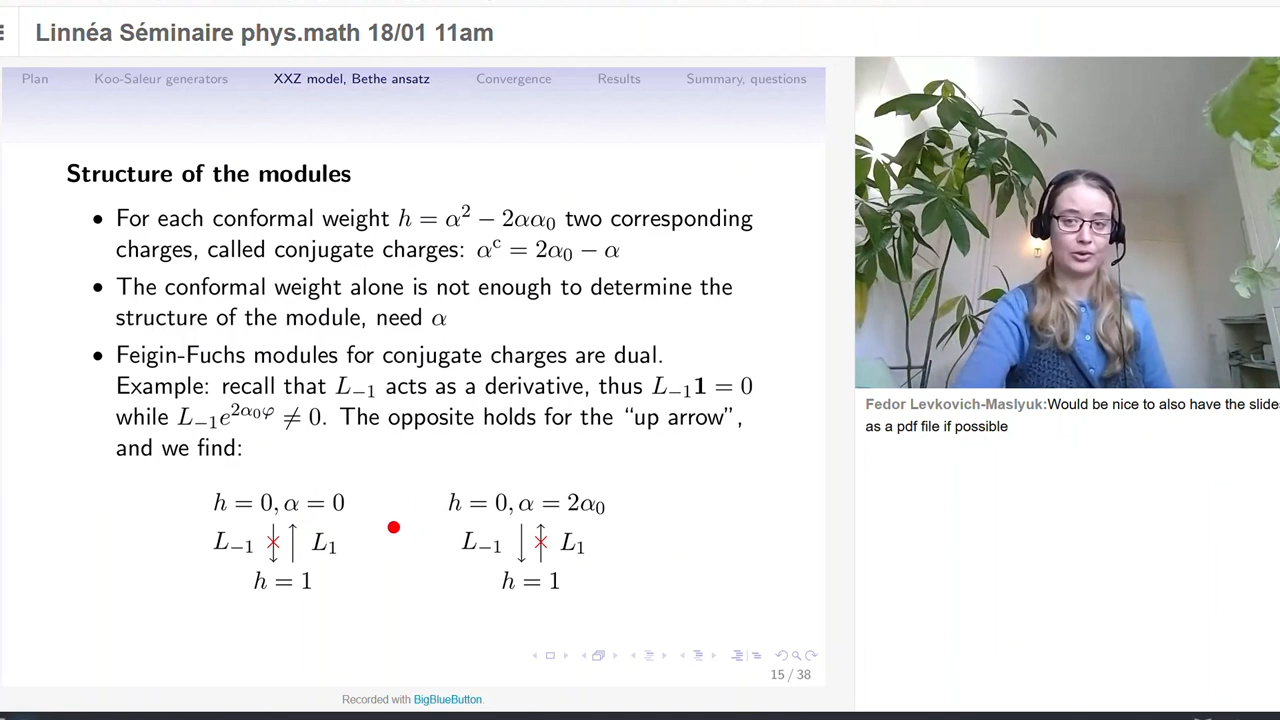 Linnéa Séminaire phys.math 18/01 11am
Plan Koo-Saleur generators XXZ model, Bethe ansatz Convergence Results Summary, questions
Structure of the modules
• For each conformal weight h = α² − 2αα₀ two corresponding
charges, called conjugate charges: αᶜ = 2α₀ − α
• The conformal weight alone is not enough to determine the
structure of the module, need α
• Feigin-Fuchs modules for conjugate charges are dual.
Example: recall that L₋₁ acts as a derivative, thus L₋₁1 = 0
while L₋₁e^{2α₀φ} ≠ 0. The opposite holds for the “up arrow”,
and we find:
h = 0, α = 0 h = 0, α = 2α₀
L₋₁ L₁ L₋₁ L₁
h = 1 h = 1
15 / 38
Recorded with BigBlueButton.
Fedor Levkovich-Maslyuk:Would be nice to also have the slide
as a pdf file if possible